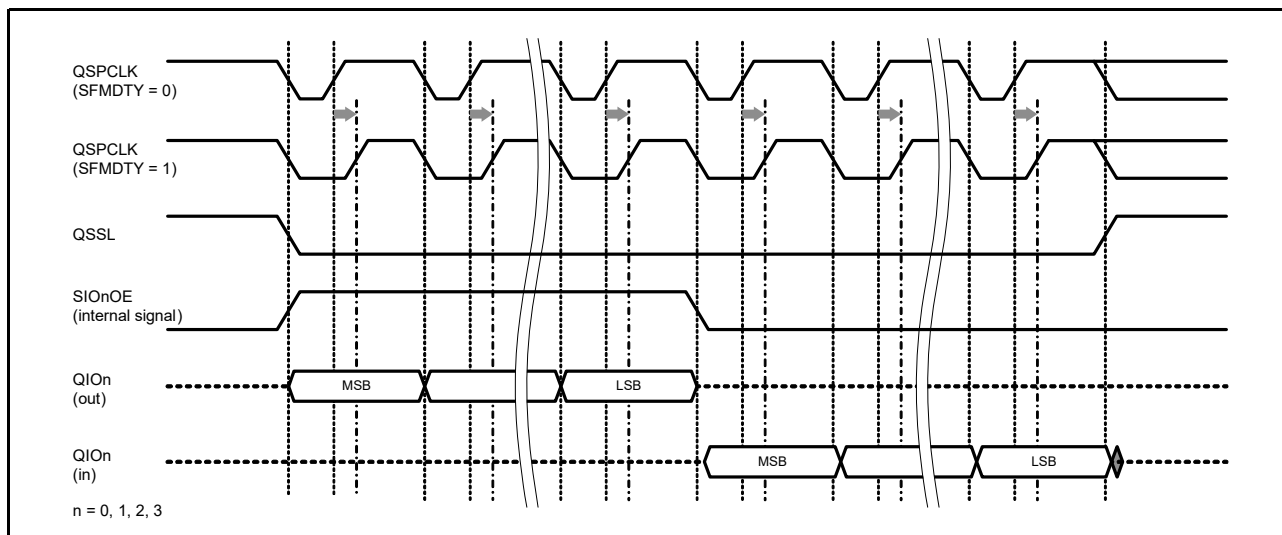 QSPCLK
(SFMDTY = 0)
QSPCLK
(SFMDTY = 1)
QSSL
SIOnOE
(internal signal)
QIOn
(out)
MSB
LSB
QIOn
(in)
MSB
LSB
n = 0, 1, 2, 3